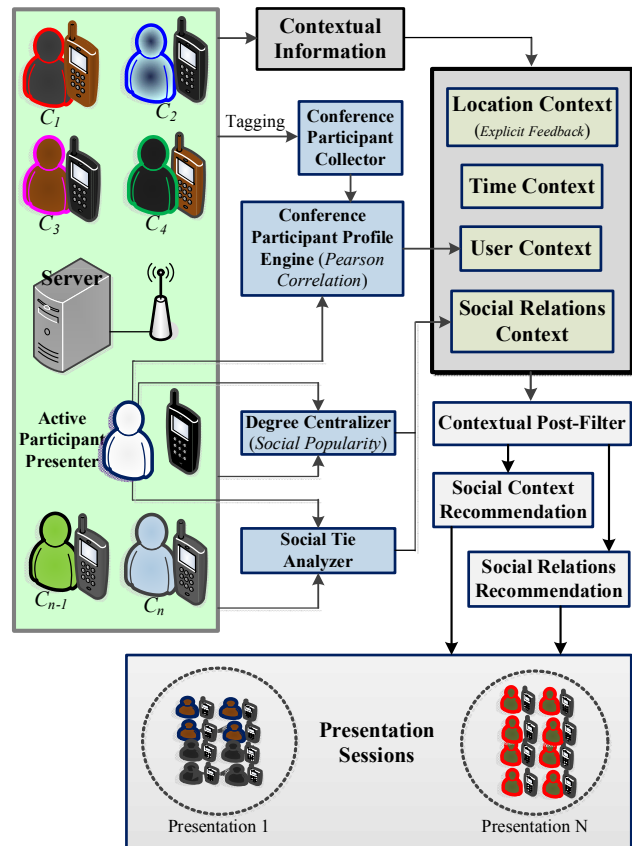 Contextual
Information
C1
C2
Tagging
Conference
Participant
Collector
Location Context
(Explicit Feedback)
Time Context
C3
C4
Conference
Participant Profile
Engine (Pearson
Correlation)
User Context
Server
Social Relations
Context
Active
Participant
Presenter
Degree Centralizer
(Social Popularity)
Contextual Post-Filter
Social Context
Recommendation
Social Tie
Analyzer
Social Relations
Recommendation
Cn-1
Cn
Presentation
Sessions
Presentation 1
Presentation N